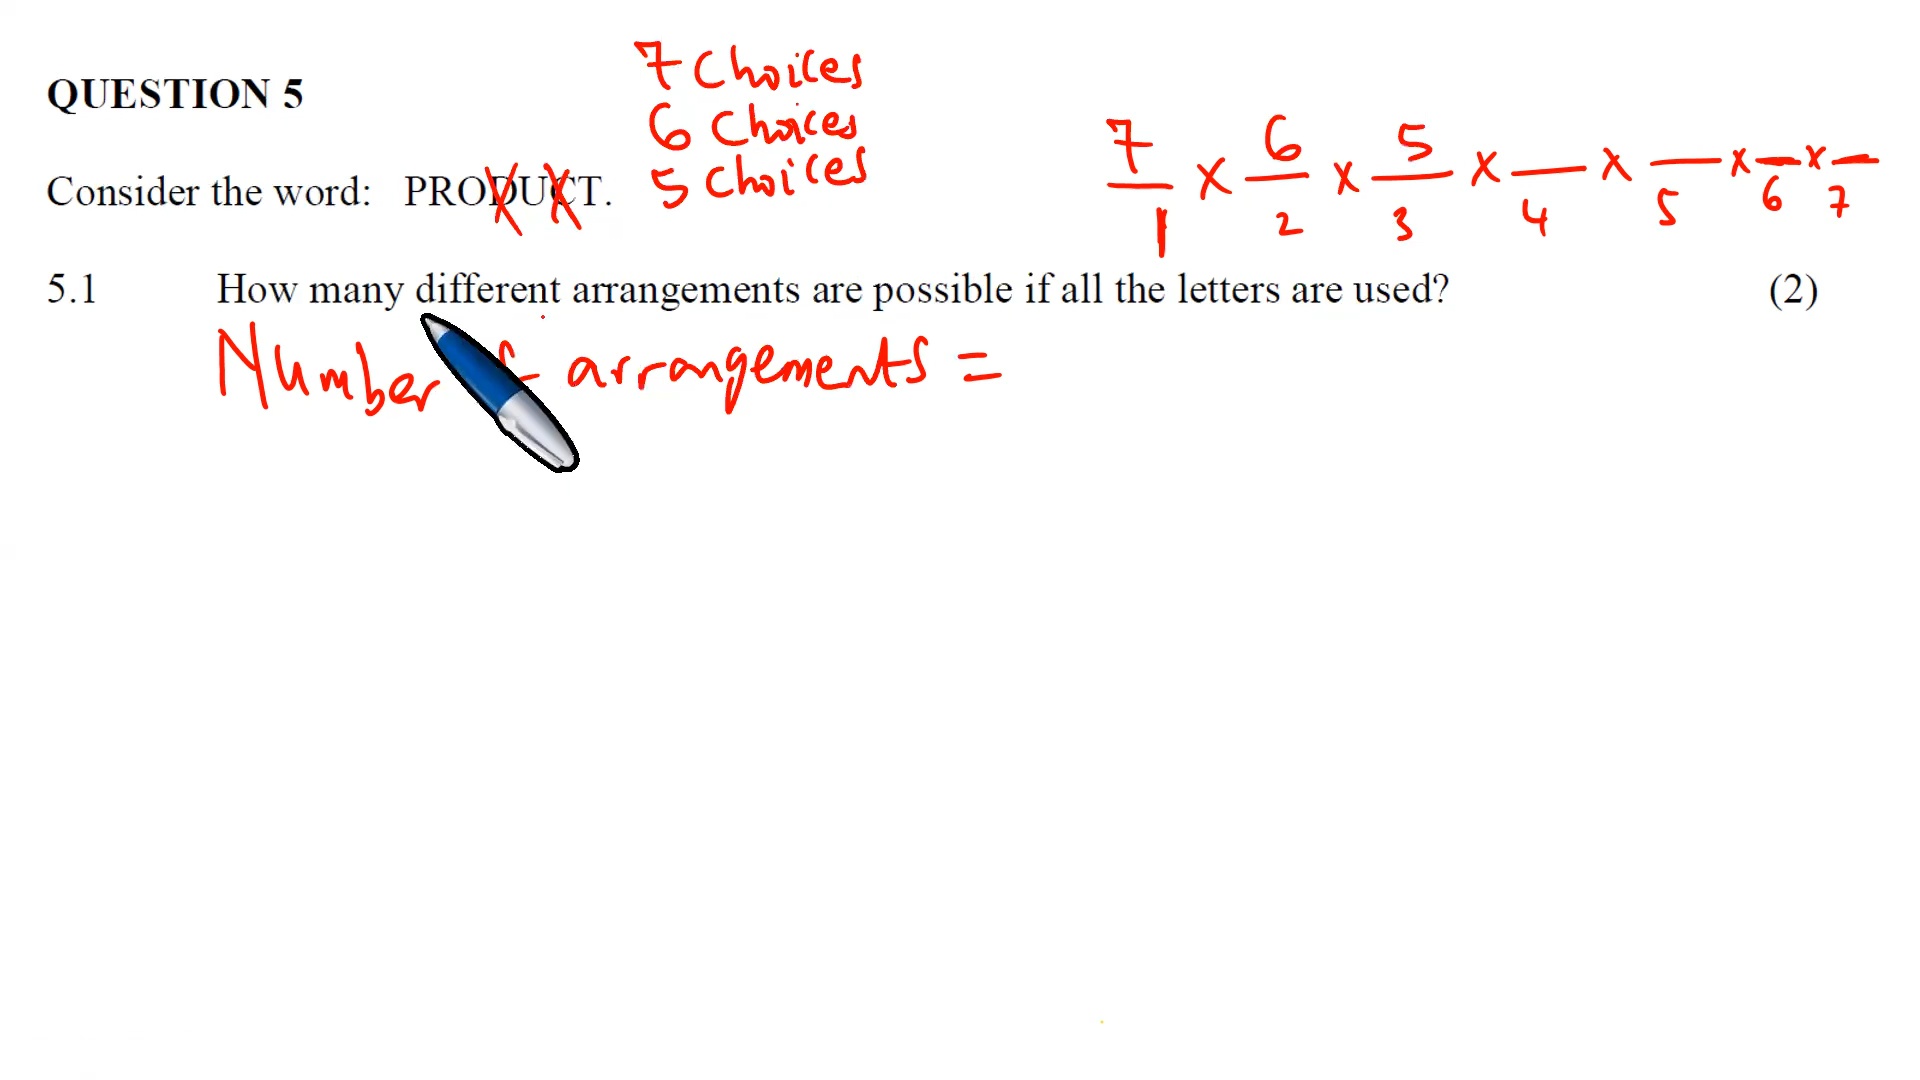 QUESTION 5
7 Choices
6 Choices
5 Choices
Consider the word: PRODUCT.
7 × 6 × 5 × __ × __ × __ × __
1 2 3 4 5 6 7
5.1 How many different arrangements are possible if all the letters are used? (2)
Number arrangements =